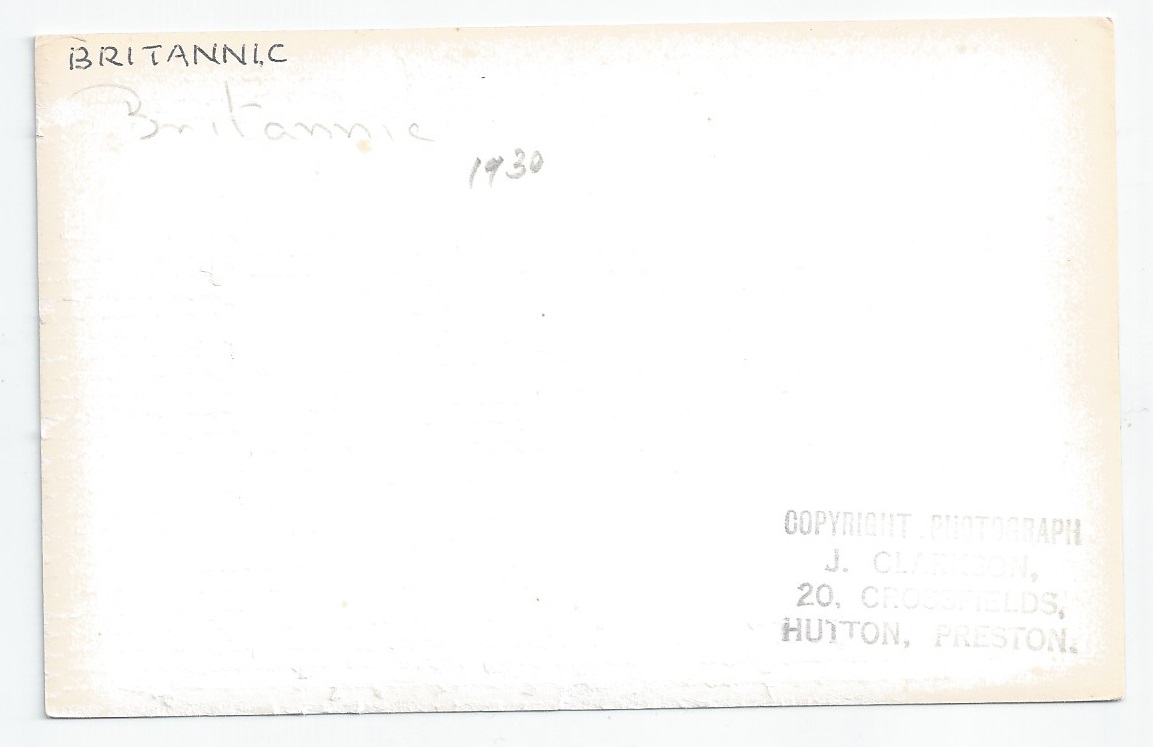 BRITANNIC
Britannic
1930
COPYRIGHT PHOTOGRAPH
J. CLARKSON,
20, CROSSFIELDS,
HUTTON, PRESTON.